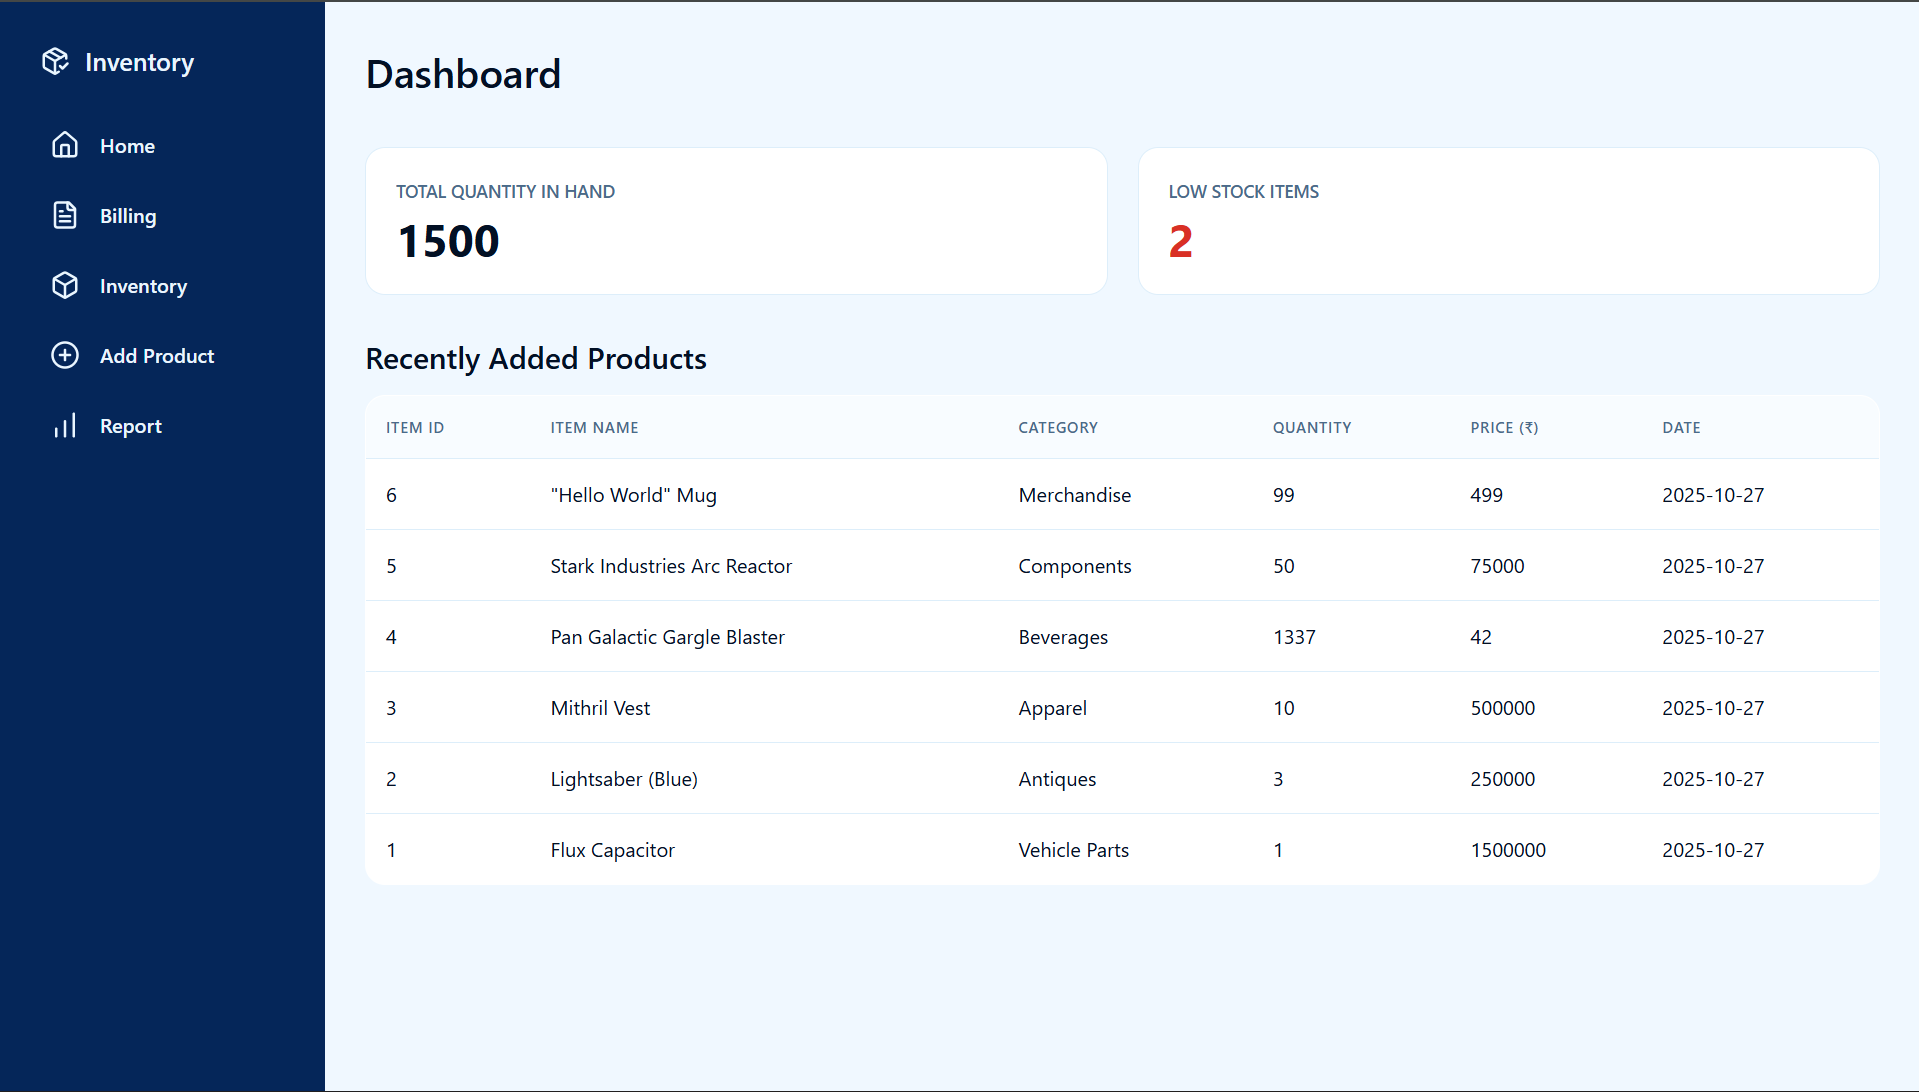 Inventory
Home
Billing
Inventory
Add Product
Report
Dashboard
TOTAL QUANTITY IN HAND
1500
LOW STOCK ITEMS
2
Recently Added Products
ITEM ID ITEM NAME CATEGORY QUANTITY PRICE (₹) DATE
6 "Hello World" Mug Merchandise 99 499 2025-10-27
5 Stark Industries Arc Reactor Components 50 75000 2025-10-27
4 Pan Galactic Gargle Blaster Beverages 1337 42 2025-10-27
3 Mithril Vest Apparel 10 500000 2025-10-27
2 Lightsaber (Blue) Antiques 3 250000 2025-10-27
1 Flux Capacitor Vehicle Parts 1 1500000 2025-10-27